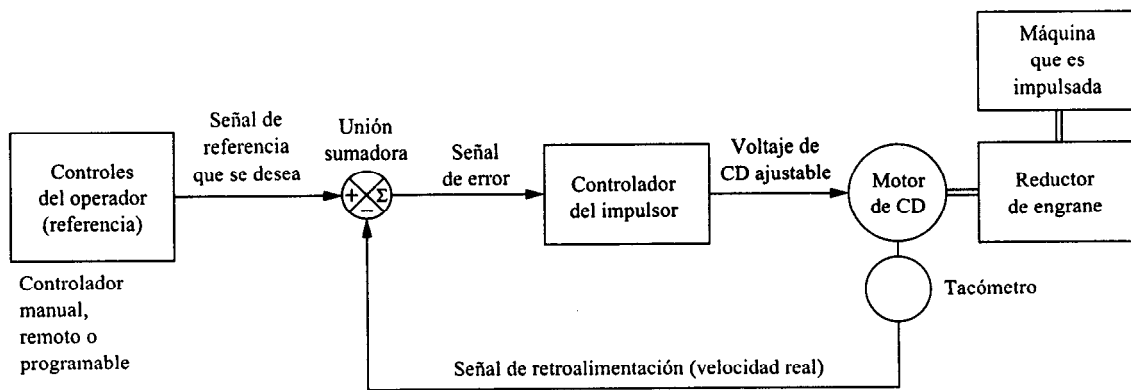 Máquina
que es
impulsada
Señal de
referencia
que se desea
Unión
sumadora
Señal
de error
Voltaje de
CD ajustable
Controles
del operador
(referencia)
+ Σ
−
Controlador
del impulsor
Motor
de CD
Reductor
de engrane
Controlador
manual,
remoto o
programable
Tacómetro
Señal de retroalimentación (velocidad real)